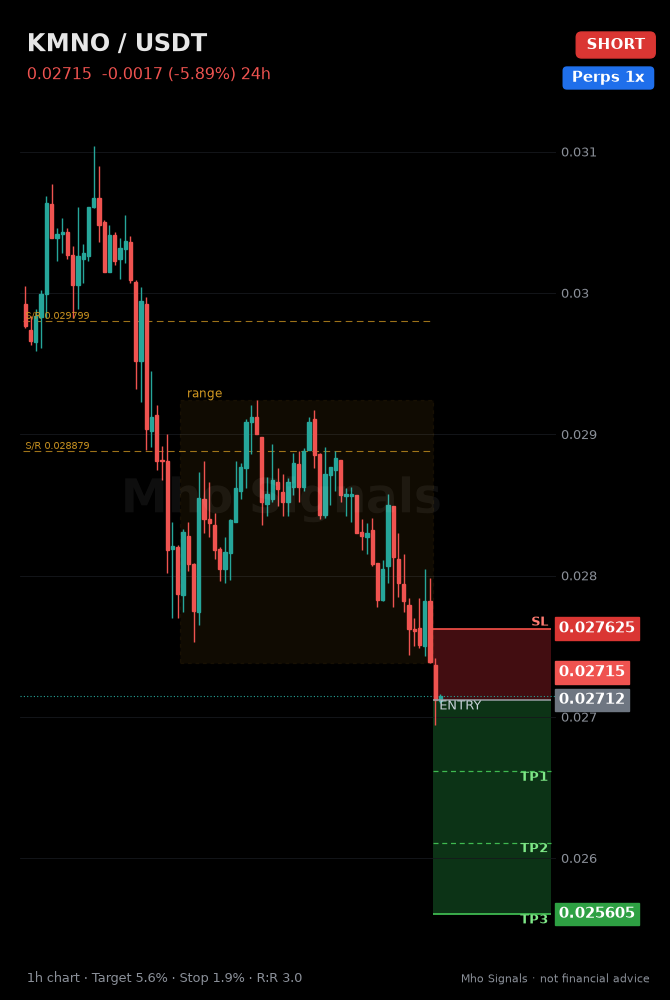 KMNO / USDT
SHORT
0.02715 -0.0017 (-5.89%) 24h
Perps 1x
0.031
0.03
S/R 0.029799
range
0.029
S/R 0.028879
Mho Signals
0.028
SL
0.027625
0.02715
0.02712
ENTRY
0.027
TP1
TP2
0.026
0.025605
TP3
1h chart · Target 5.6% · Stop 1.9% · R:R 3.0
Mho Signals · not financial advice